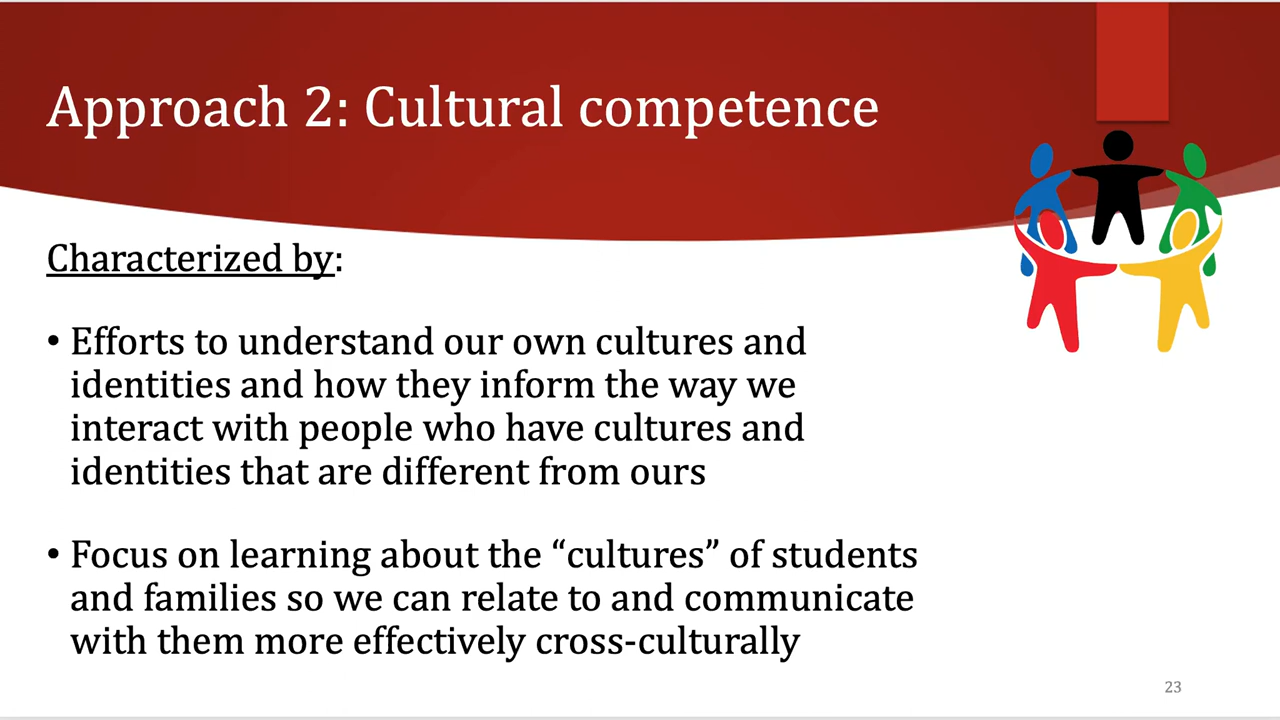 Approach 2: Cultural competence
Characterized by:
• Efforts to understand our own cultures and
identities and how they inform the way we
interact with people who have cultures and
identities that are different from ours
• Focus on learning about the “cultures” of students
and families so we can relate to and communicate
with them more effectively cross-culturally
23